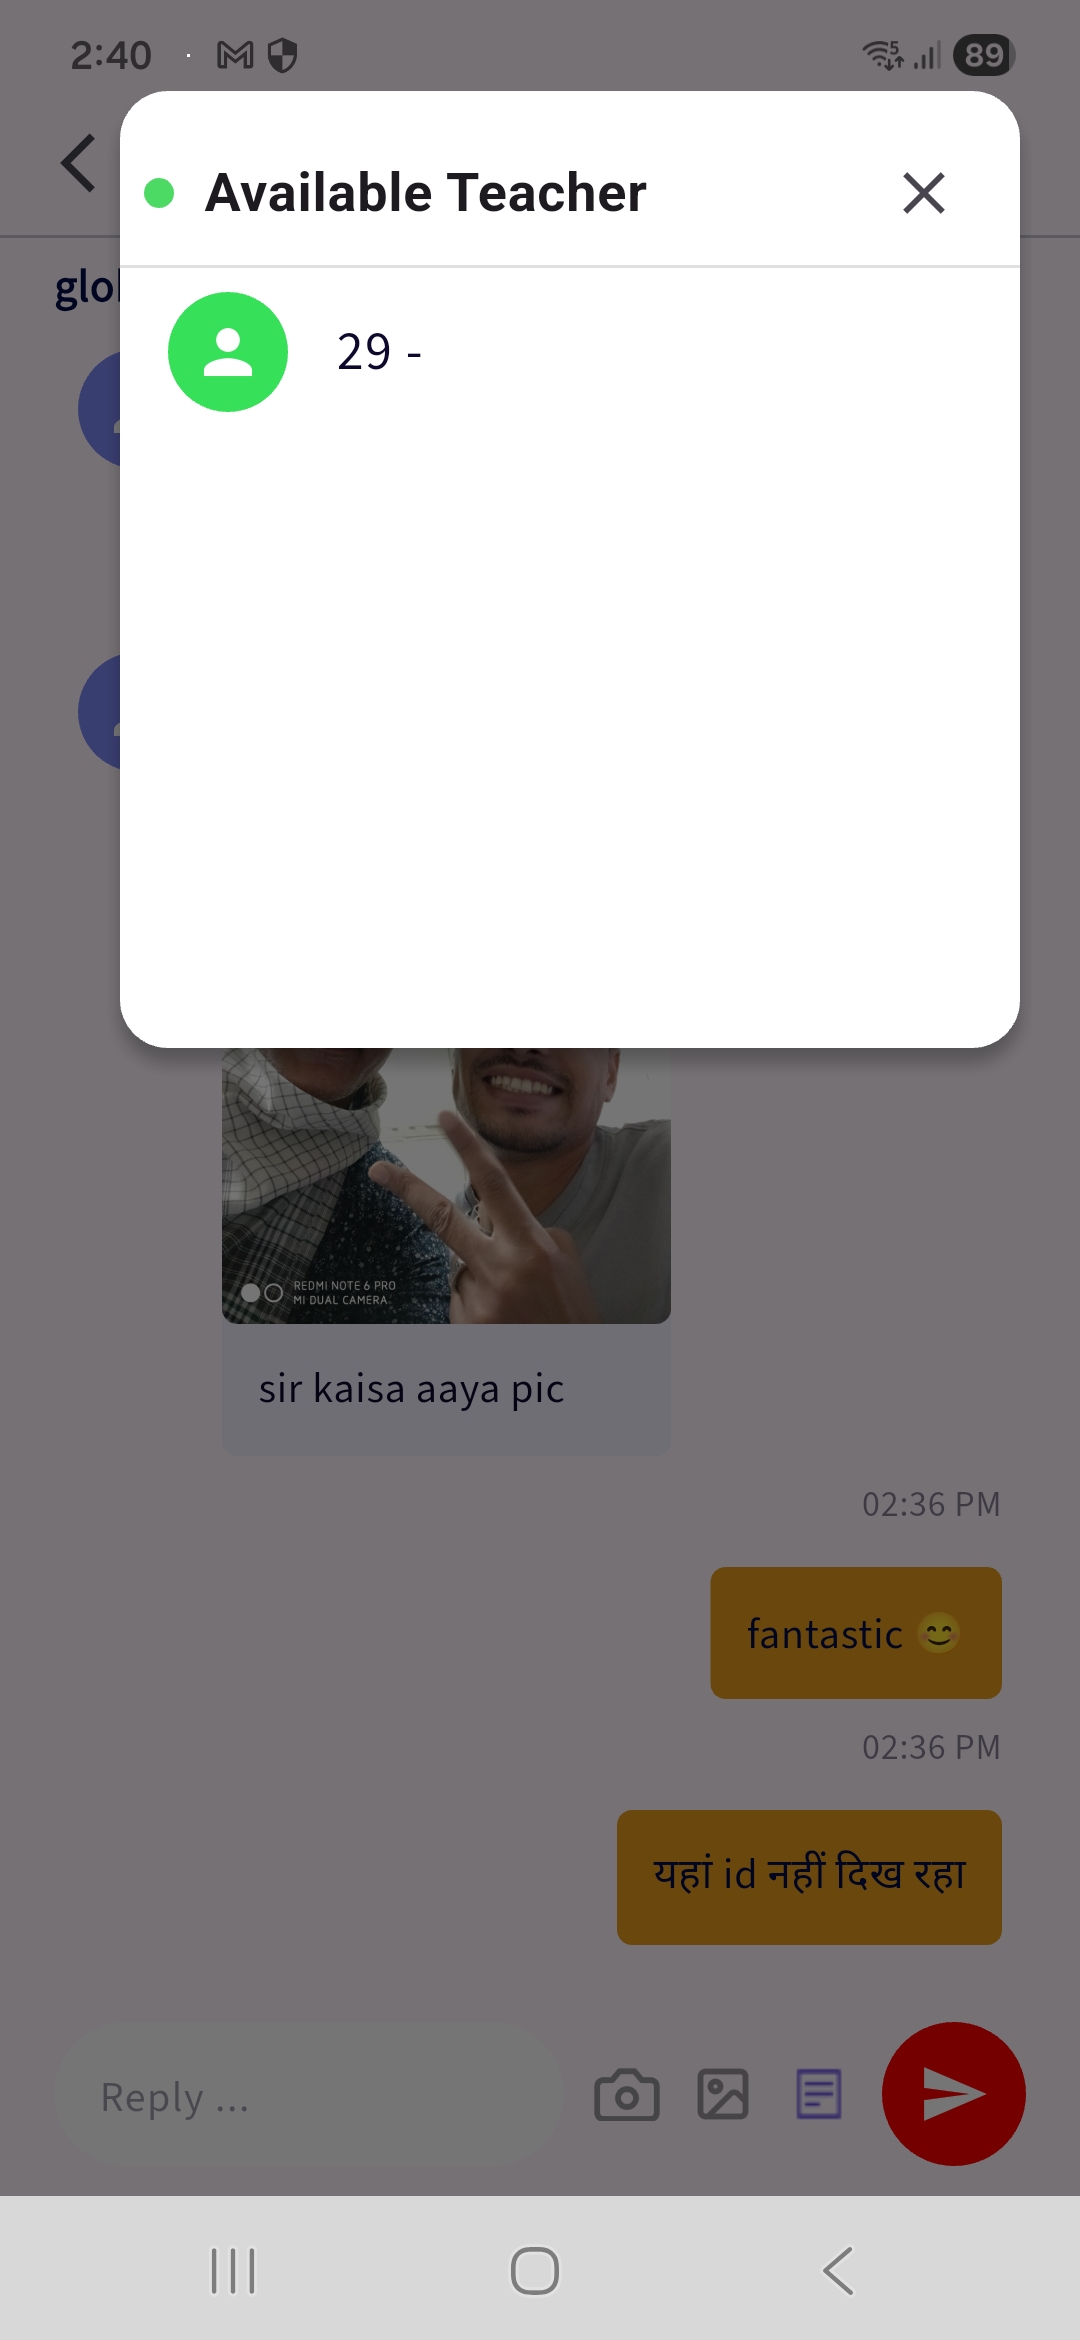 2:40
89
Available Teacher
29 -
sir kaisa aaya pic
REDMI NOTE 6 PRO
MI DUAL CAMERA
02:36 PM
fantastic 😊
02:36 PM
यहां id नहीं दिख रहा
Reply ...